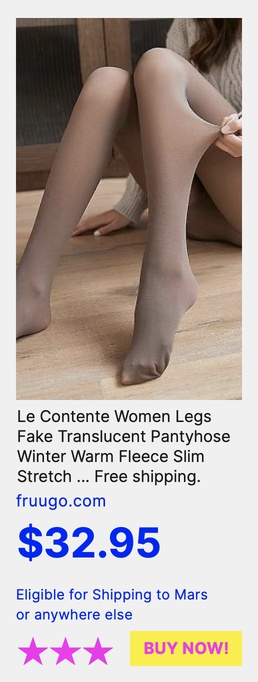 Le Contente Women Legs
Fake Translucent Pantyhose
Winter Warm Fleece Slim
Stretch ... Free shipping.
fruugo.com
$32.95
Eligible for Shipping to Mars
or anywhere else
BUY NOW!